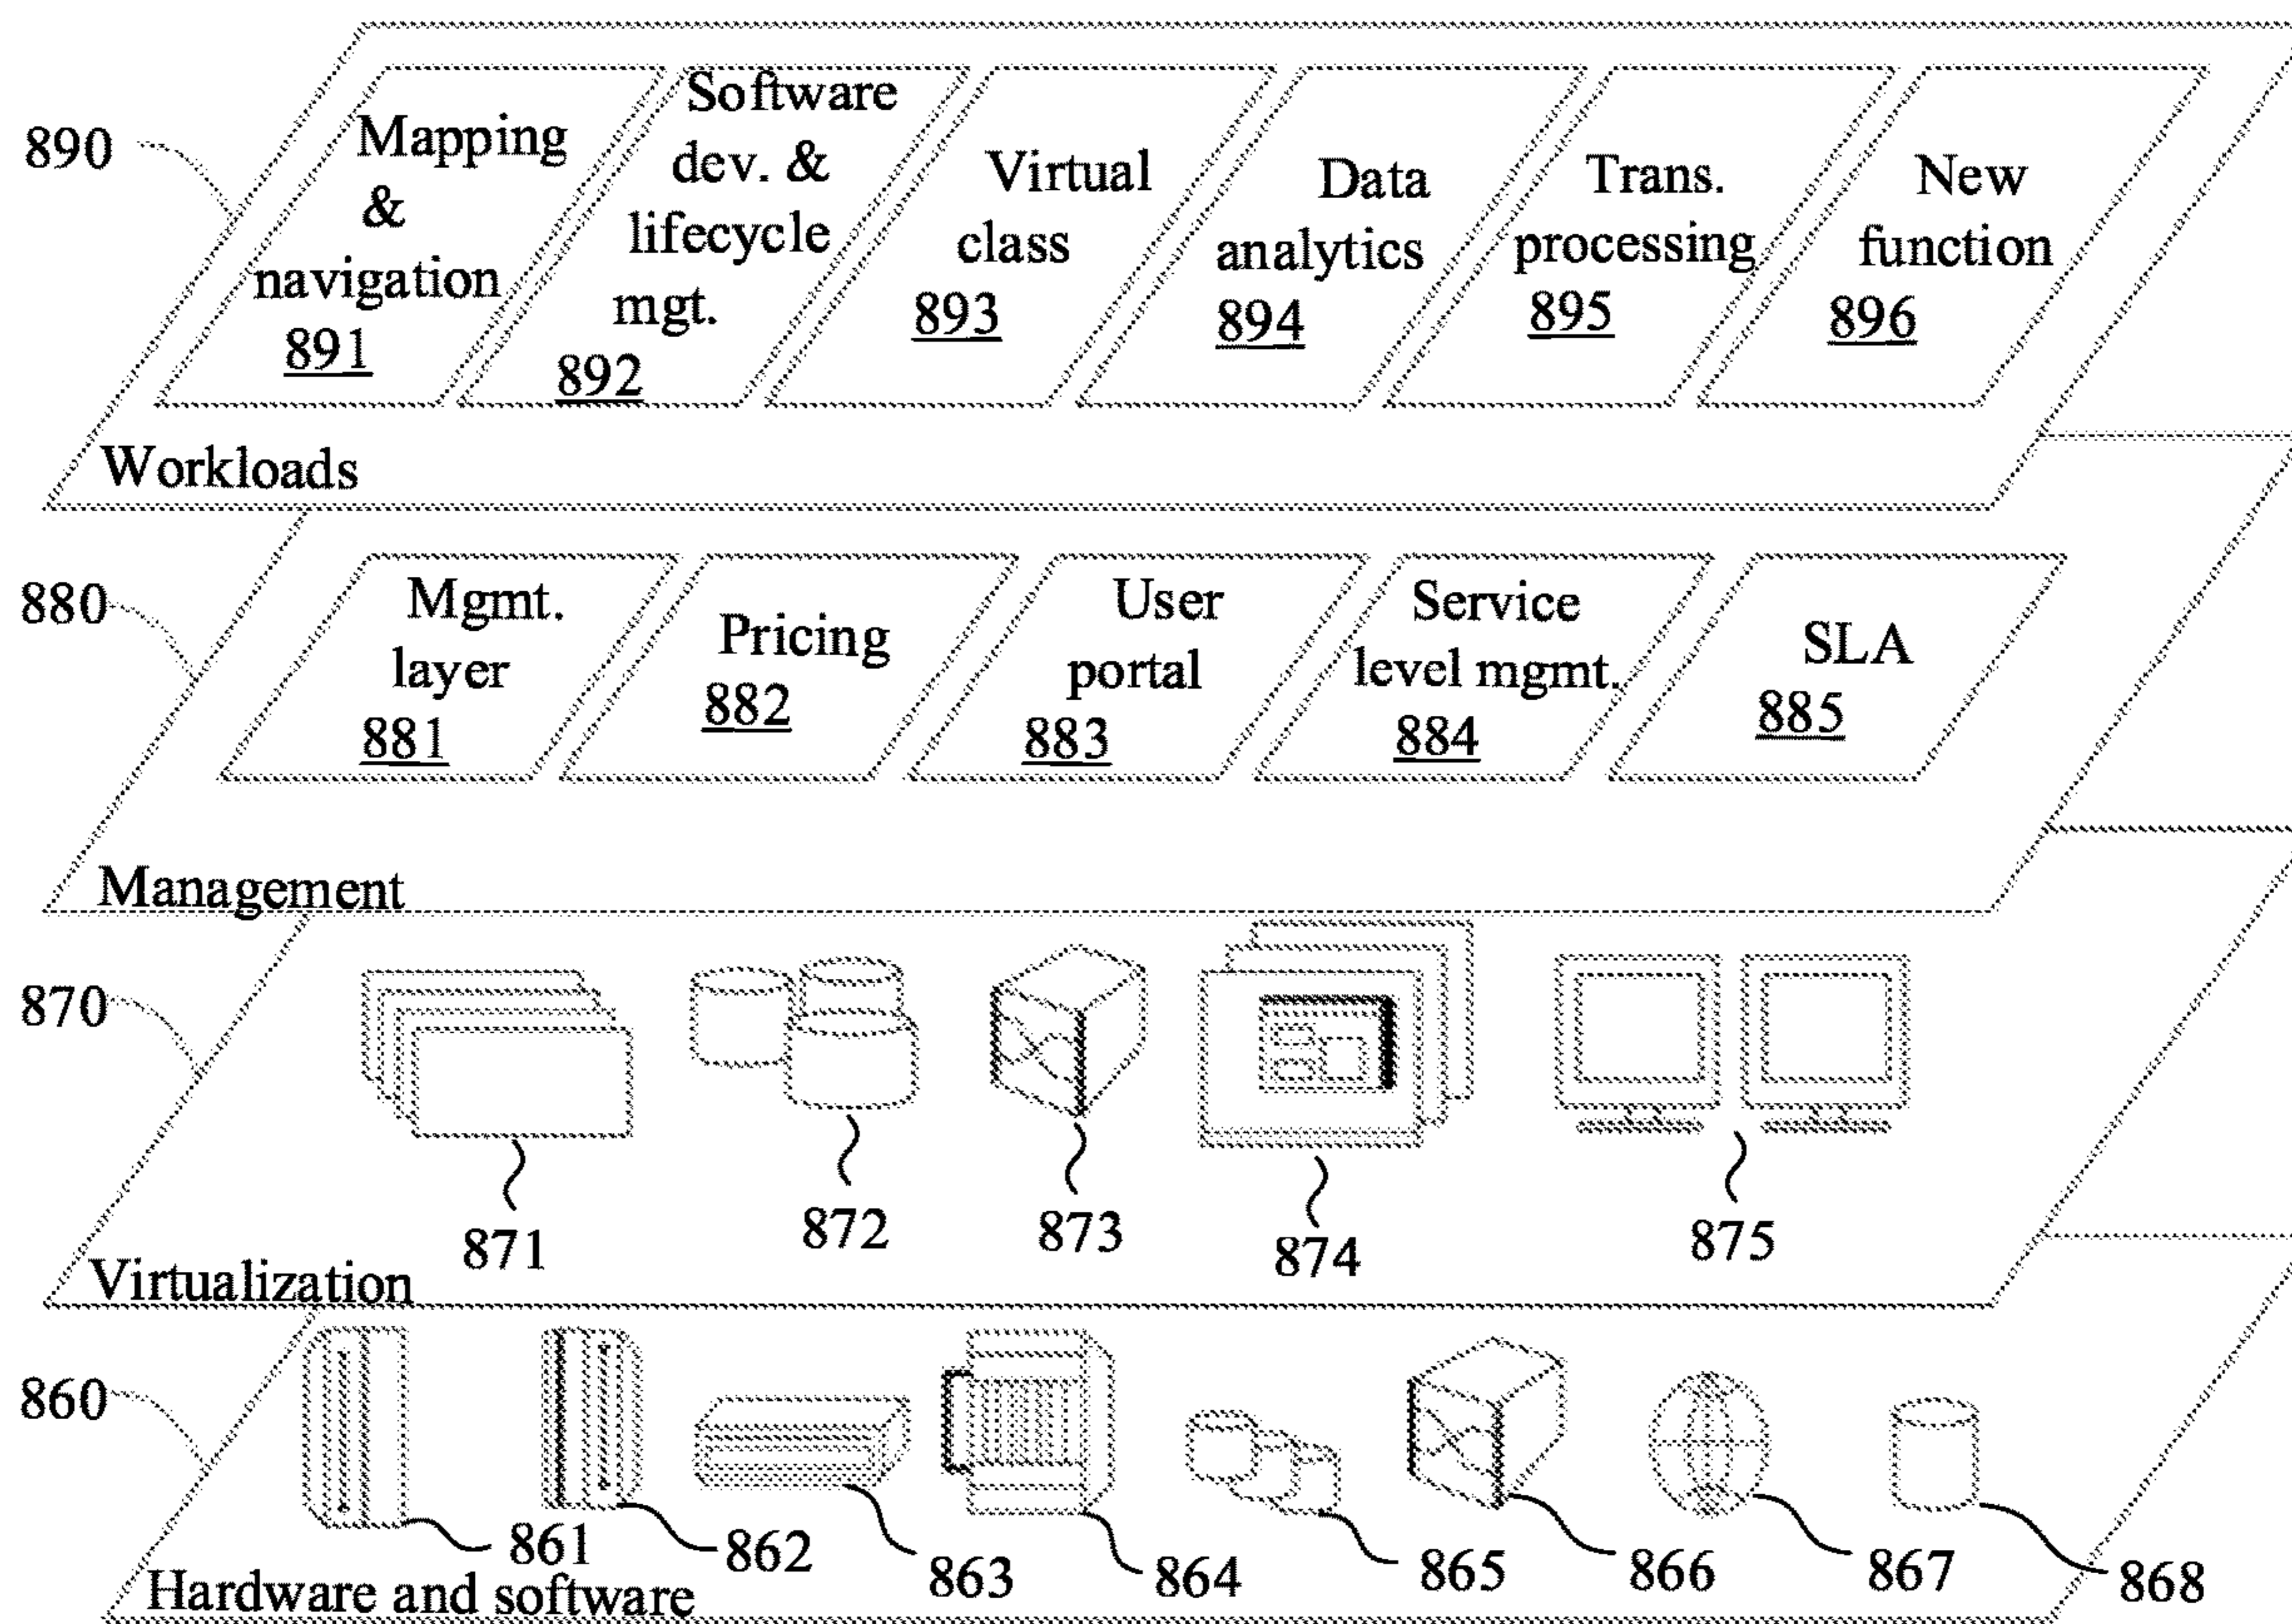 890
Mapping
&
navigation
891
Software
dev. &
lifecycle
mgt.
892
Virtual
class
893
Data
analytics
894
Trans.
processing
895
New
function
896
Workloads
880
Mgmt.
layer
881
Pricing
882
User
portal
883
Service
level mgmt.
884
SLA
885
Management
870
871
872
873
874
875
Virtualization
860
861
862
863
864
865
866
867
868
Hardware and software